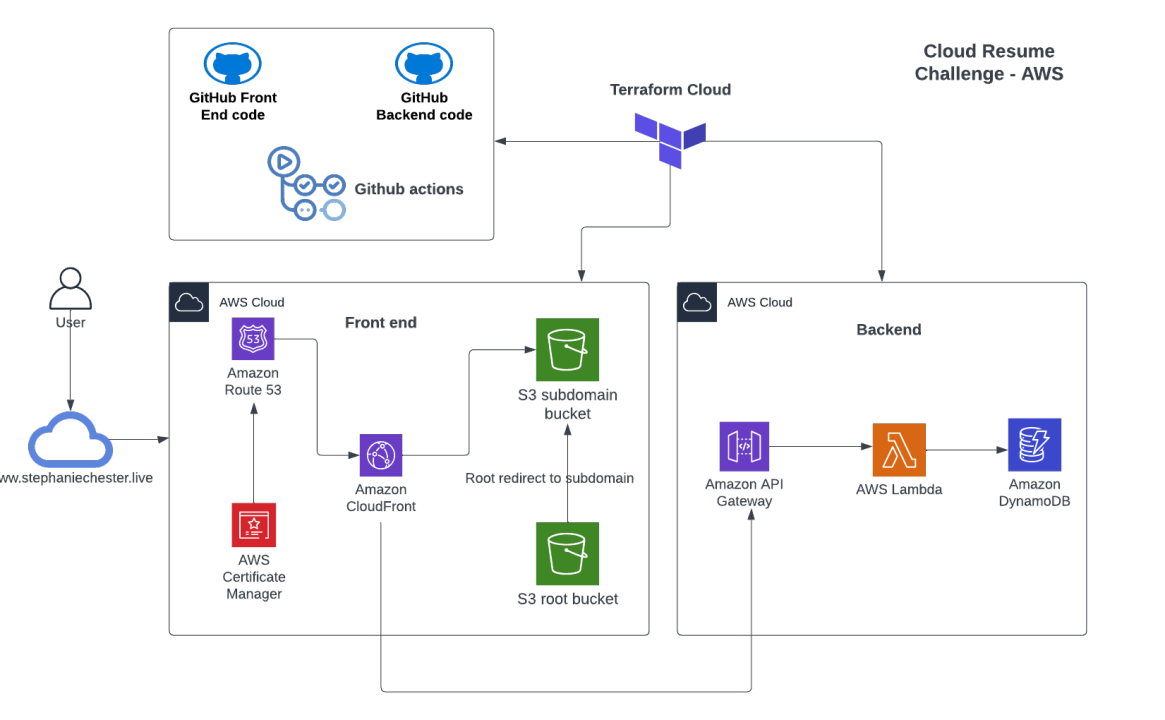 Cloud Resume
Challenge - AWS
GitHub Front
End code
GitHub
Backend code
Github actions
Terraform Cloud
User
ww.stephaniechester.live
AWS Cloud
Front end
53
Amazon
Route 53
Amazon
CloudFront
AWS
Certificate
Manager
S3 subdomain
bucket
Root redirect to subdomain
S3 root bucket
AWS Cloud
Backend
Amazon API
Gateway
AWS Lambda
Amazon
DynamoDB